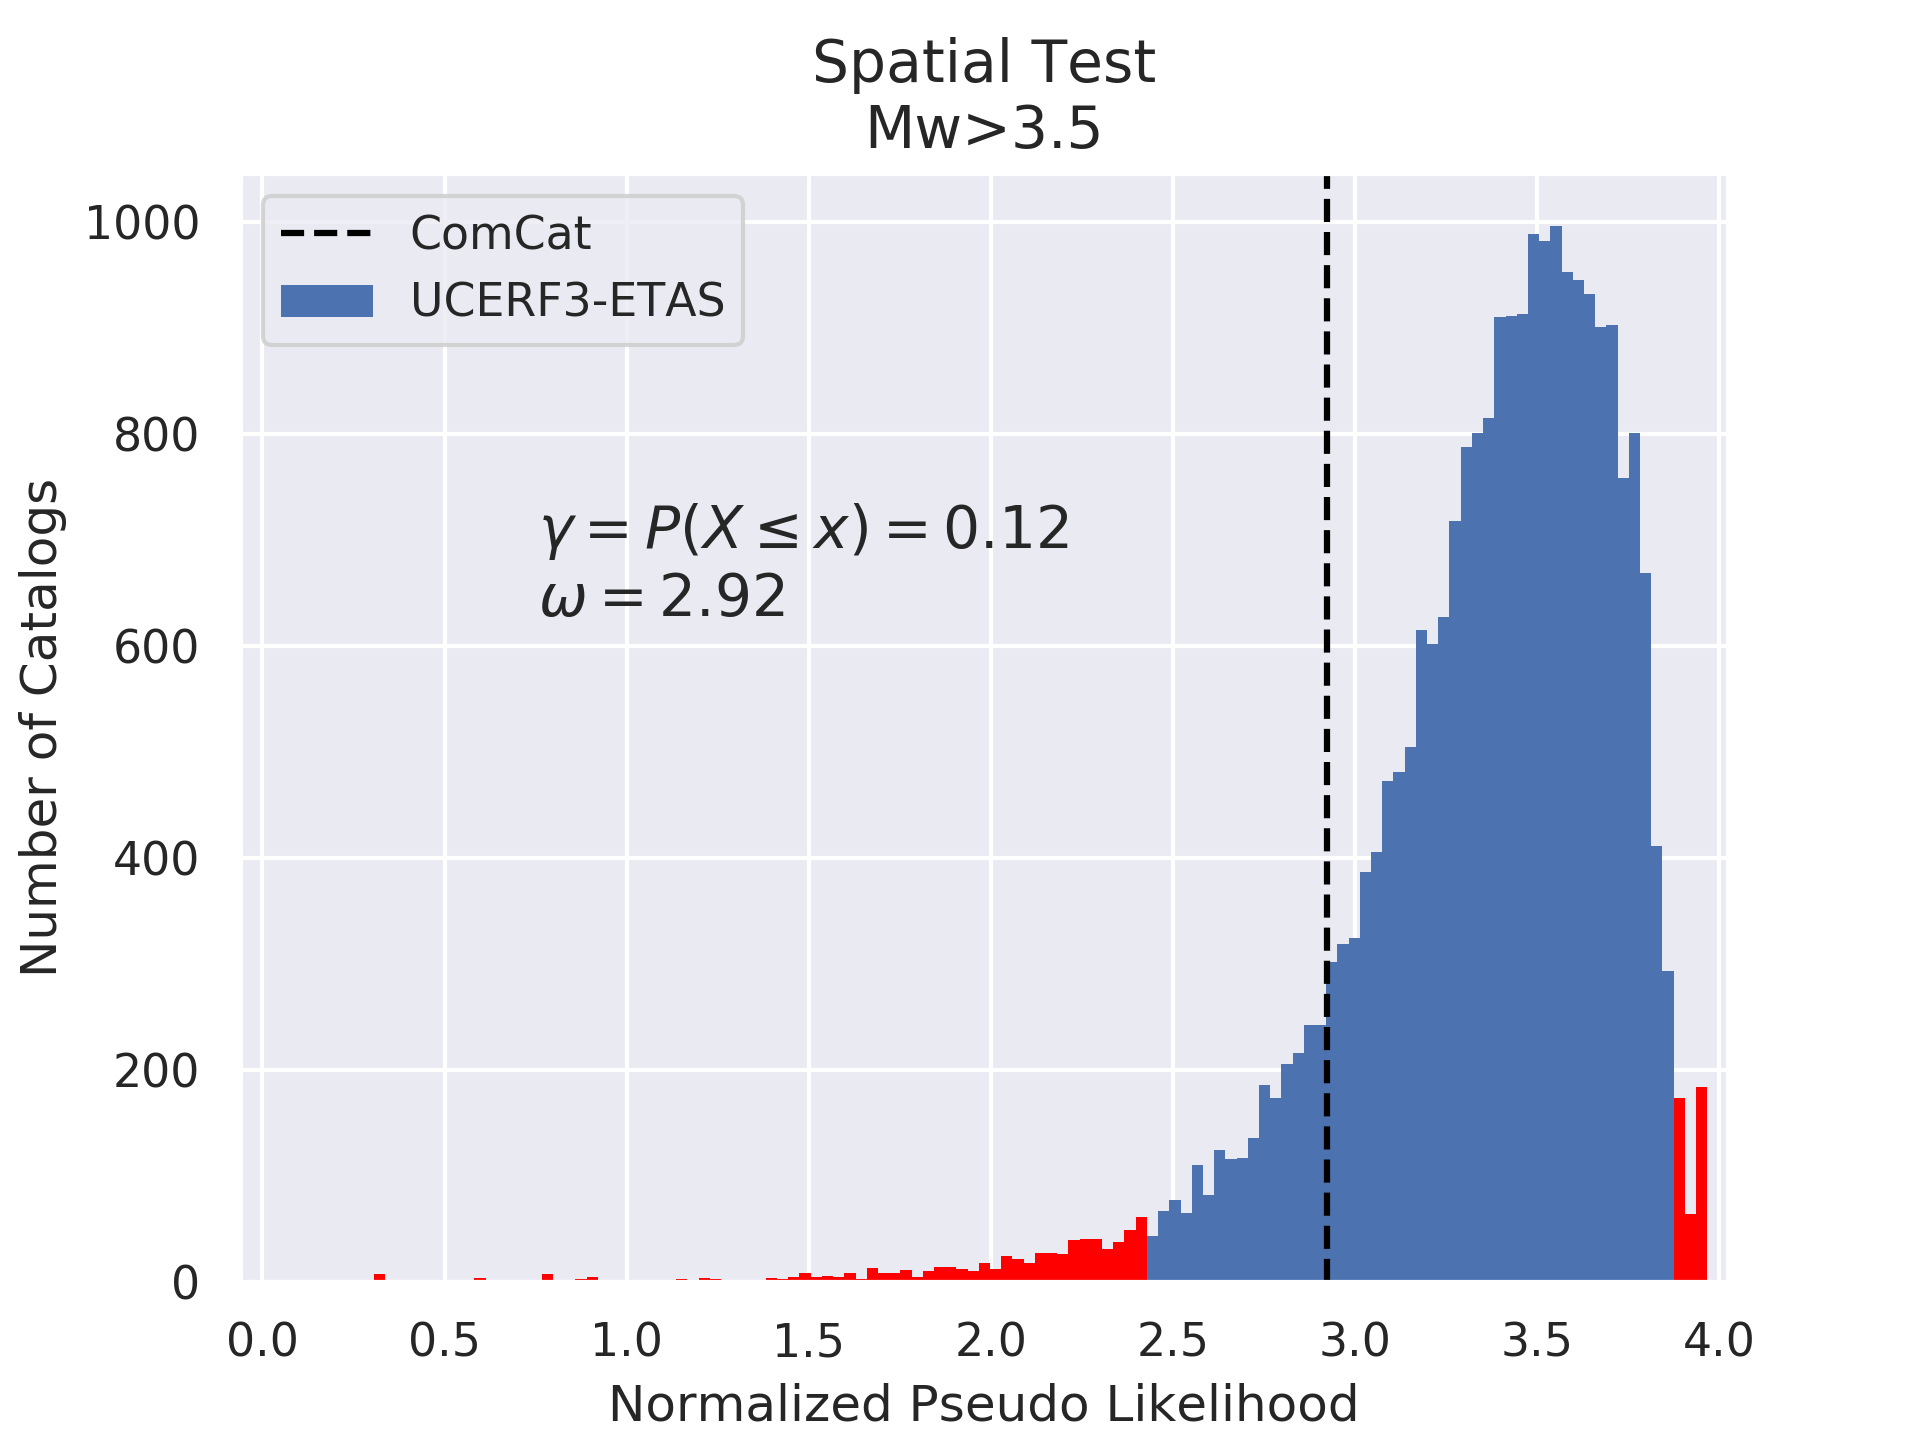 Spatial Test
Mw>3.5
1000
800
600
400
200
0
Number of Catalogs
ComCat
UCERF3-ETAS
γ = P(X ≤ x) = 0.12
ω = 2.92
0.0 0.5 1.0 1.5 2.0 2.5 3.0 3.5 4.0
Normalized Pseudo Likelihood